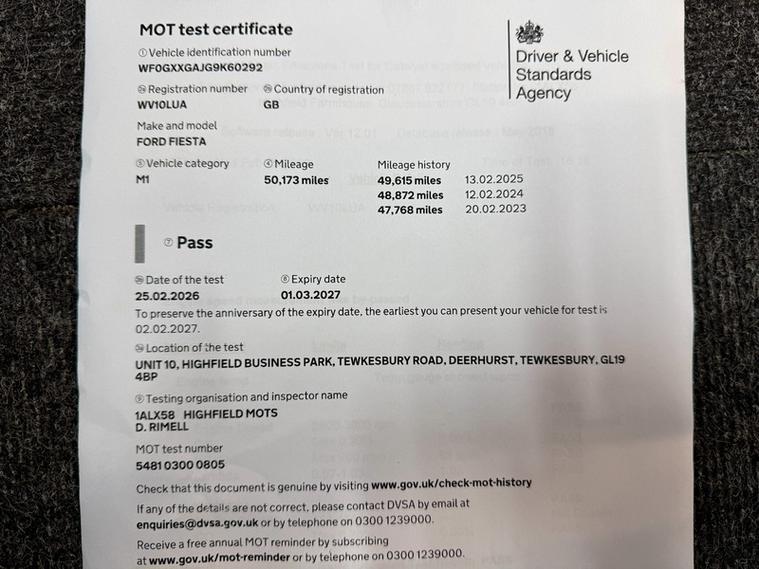 MOT test certificate
① Vehicle identification number
WF0GXXGAJG9K60292
Registration number
Country of registration
WV10LUA
GB
Make and model
FORD FIESTA
⑤ Vehicle category
④ Mileage
Mileage history
M1
50,173 miles
49,615 miles 13.02.2025
48,872 miles 12.02.2024
47,768 miles 20.02.2023
⑦ Pass
Date of the test
⑧ Expiry date
25.02.2026
01.03.2027
To preserve the anniversary of the expiry date, the earliest you can present your vehicle for test is
02.02.2027.
Location of the test
UNIT 10, HIGHFIELD BUSINESS PARK, TEWKESBURY ROAD, DEERHURST, TEWKESBURY, GL19
4BP
⑨ Testing organisation and inspector name
1ALX58 HIGHFIELD MOTS
D. RIMELL
MOT test number
5481 0300 0805
Check that this document is genuine by visiting www.gov.uk/check-mot-history
If any of the details are not correct, please contact DVSA by email at
enquiries@dvsa.gov.uk or by telephone on 0300 1239000.
Receive a free annual MOT reminder by subscribing
at www.gov.uk/mot-reminder or by telephone on 0300 1239000.
Driver & Vehicle
Standards
Agency